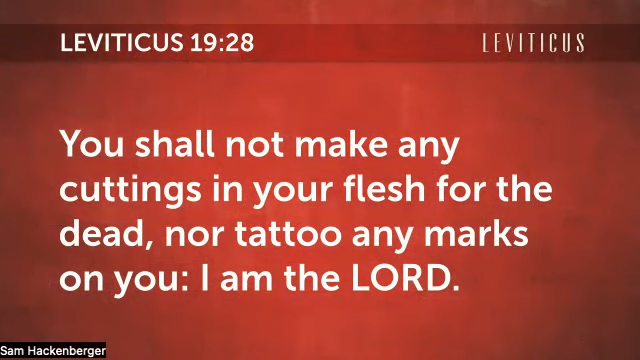 LEVITICUS 19:28
LEVITICUS
You shall not make any
cuttings in your flesh for the
dead, nor tattoo any marks
on you: I am the LORD.
Sam Hackenberger